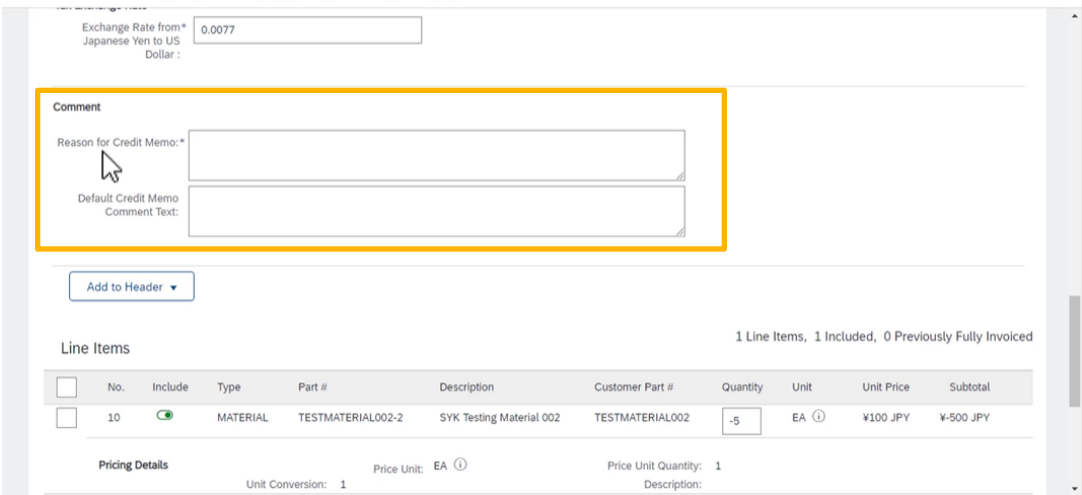 Exchange Rate from*
Japanese Yen to US
Dollar :
0.0077
Comment
Reason for Credit Memo:*
Default Credit Memo
Comment Text:
Add to Header
1 Line Items, 1 Included, 0 Previously Fully Invoiced
Line Items
No. Include Type Part # Description Customer Part # Quantity Unit Unit Price Subtotal
10 MATERIAL TESTMATERIAL002-2 SYK Testing Material 002 TESTMATERIAL002 -5 EA ¥100 JPY ¥-500 JPY
Pricing Details Price Unit: EA Price Unit Quantity: 1
Unit Conversion: 1 Description: